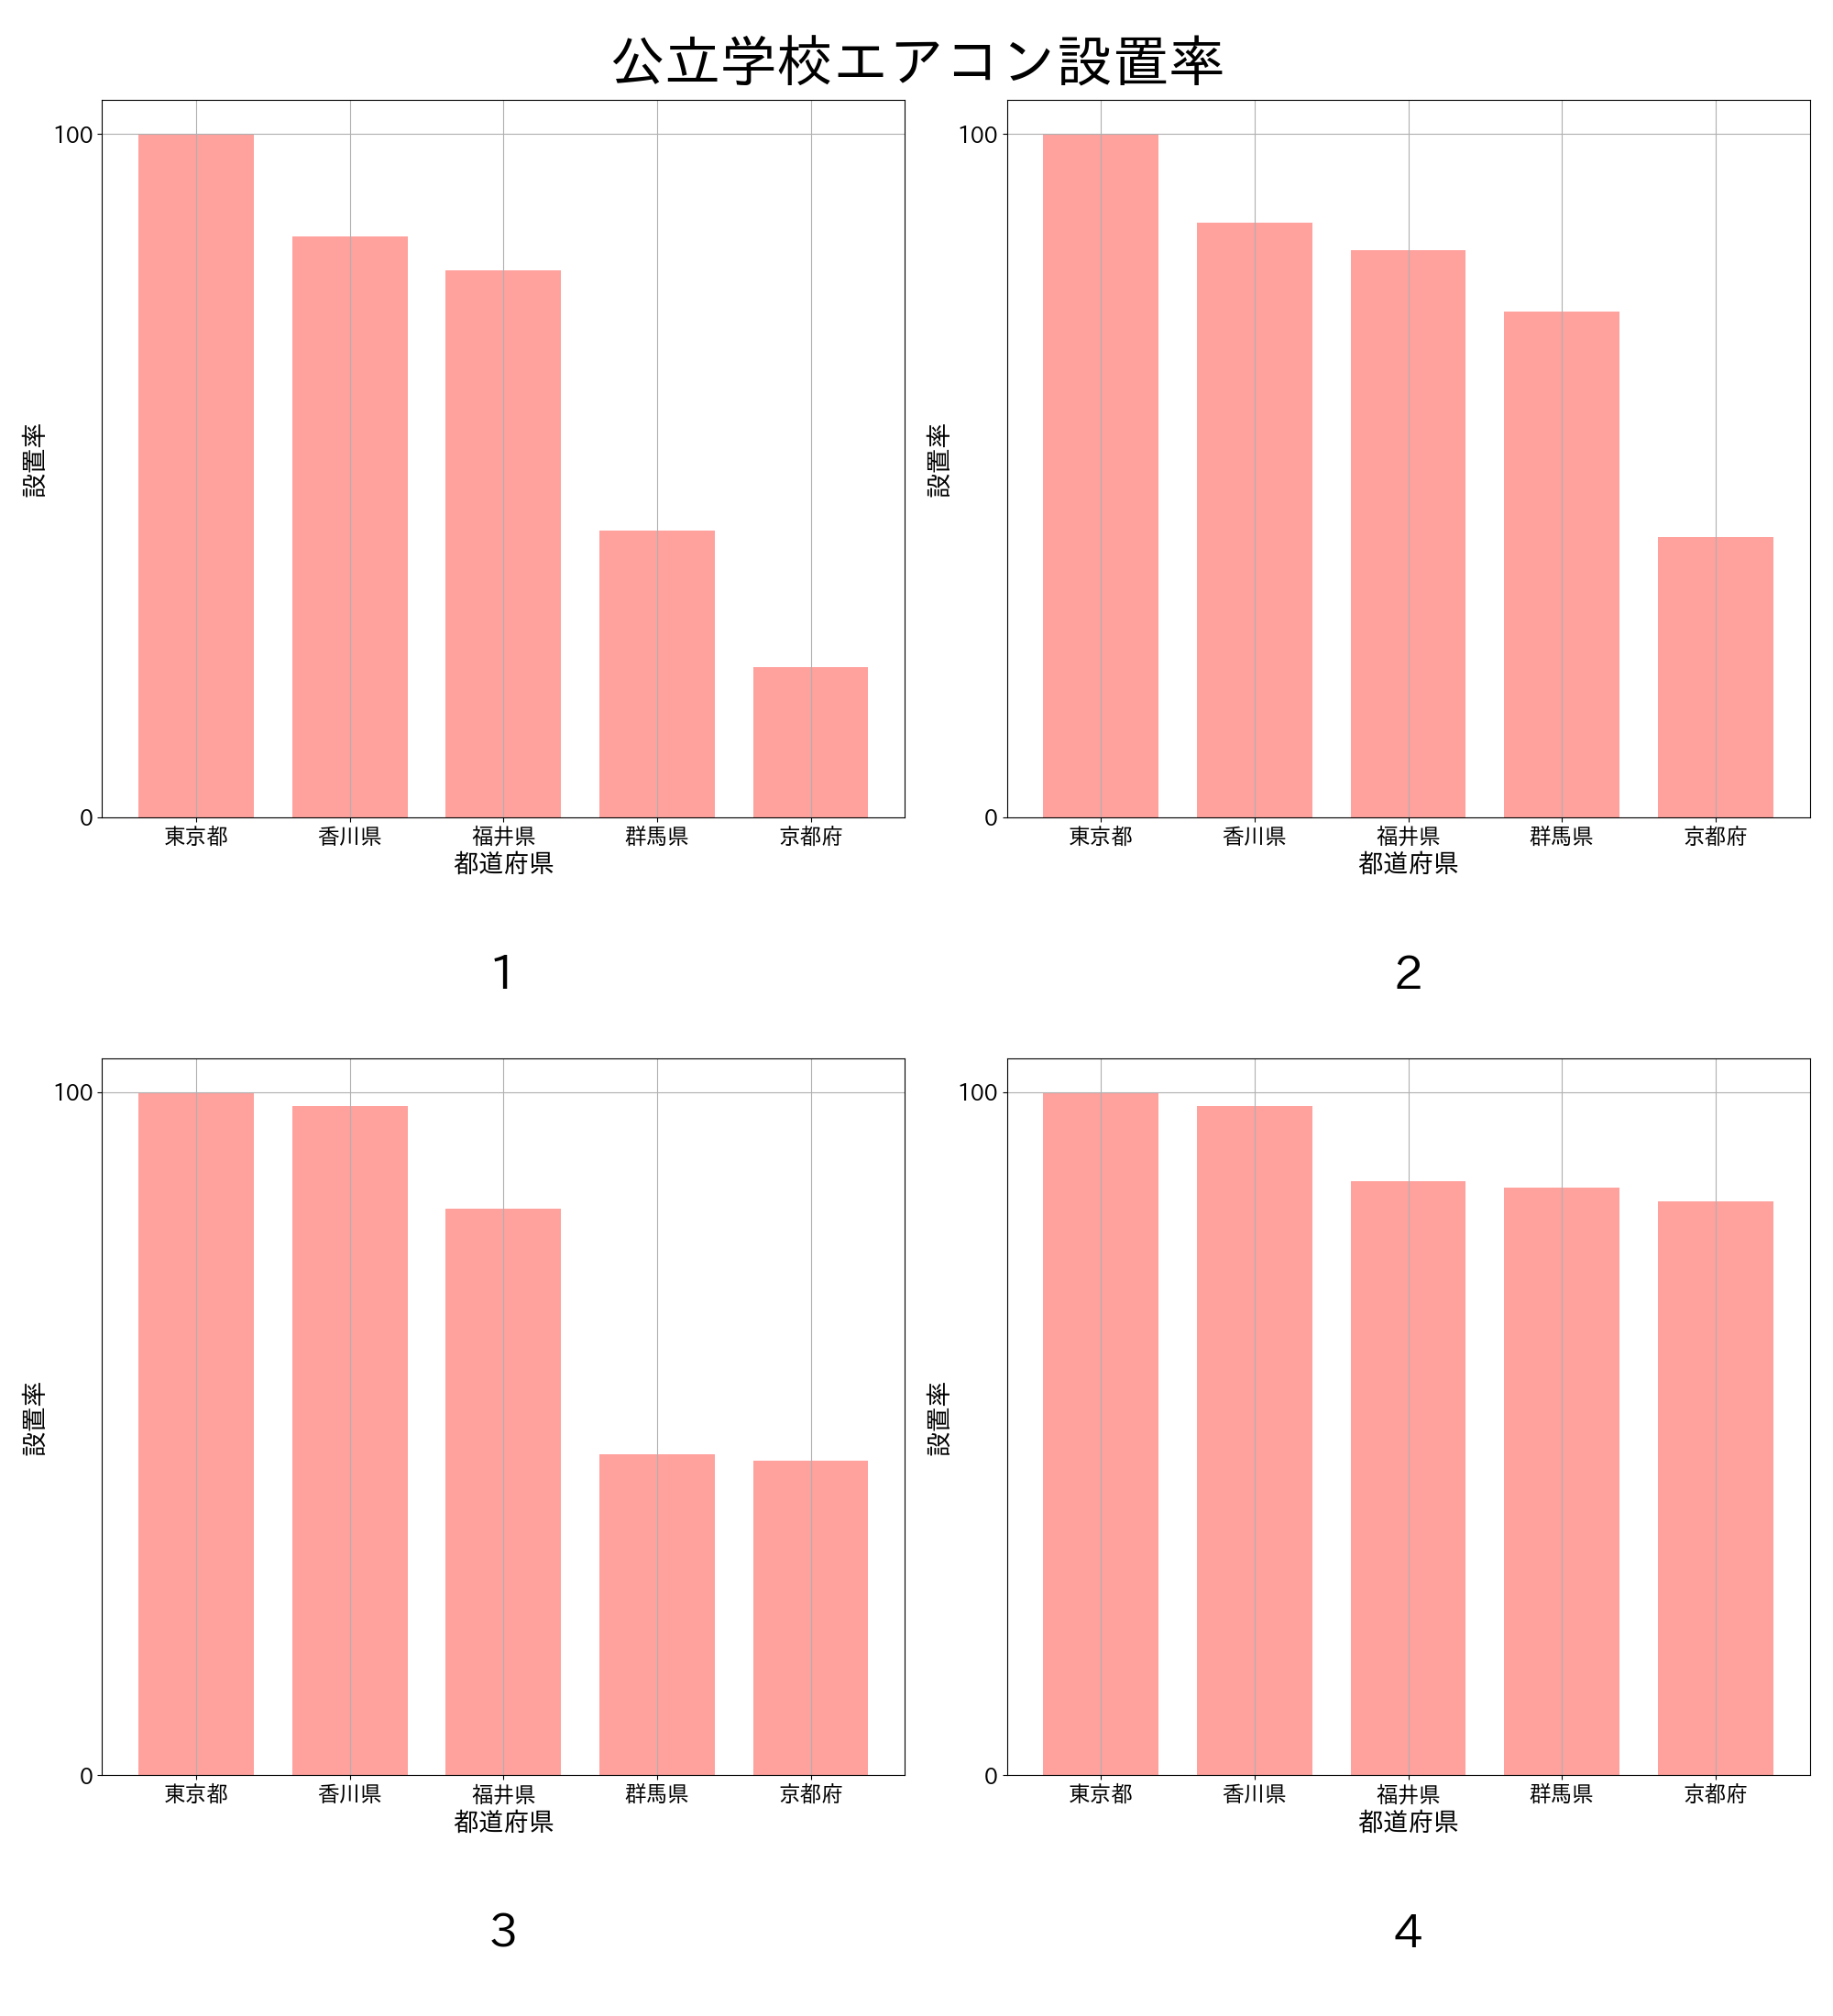 公立学校エアコン設置率
100
0
設置率
東京都 香川県 福井県 群馬県 京都府
都道府県
1
100
0
設置率
東京都 香川県 福井県 群馬県 京都府
都道府県
2
100
0
設置率
東京都 香川県 福井県 群馬県 京都府
都道府県
3
100
0
設置率
東京都 香川県 福井県 群馬県 京都府
都道府県
4